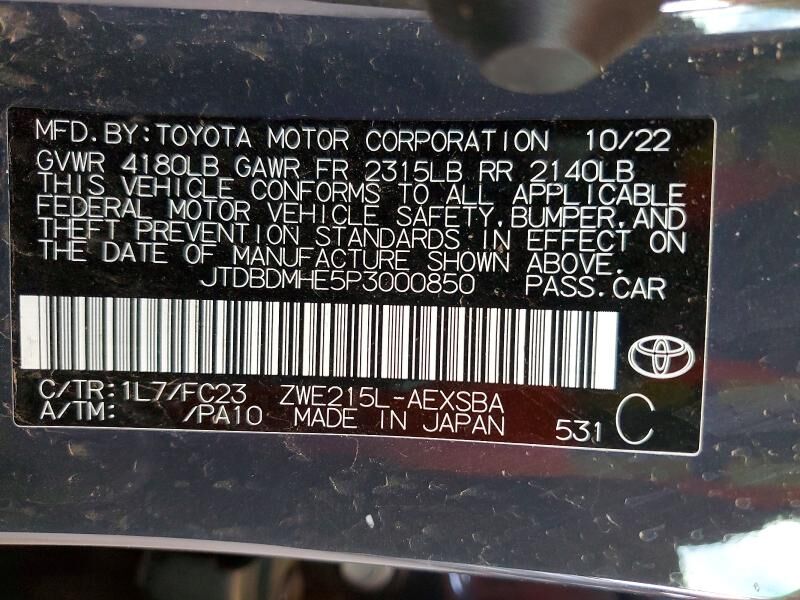 MFD. BY: TOYOTA MOTOR CORPORATION 10/22
GVWR 4180LB GAWR FR 2315LB RR 2140LB
THIS VEHICLE CONFORMS TO ALL APPLICABLE
FEDERAL MOTOR VEHICLE SAFETY, BUMPER, AND
THEFT PREVENTION STANDARDS IN EFFECT ON
THE DATE OF MANUFACTURE SHOWN ABOVE.
JTDBDMHE5P3000850 PASS. CAR
C/TR: 1L7/FC23 ZWE215L-AEXSBA
A/TM: /PA10 MADE IN JAPAN 531 C